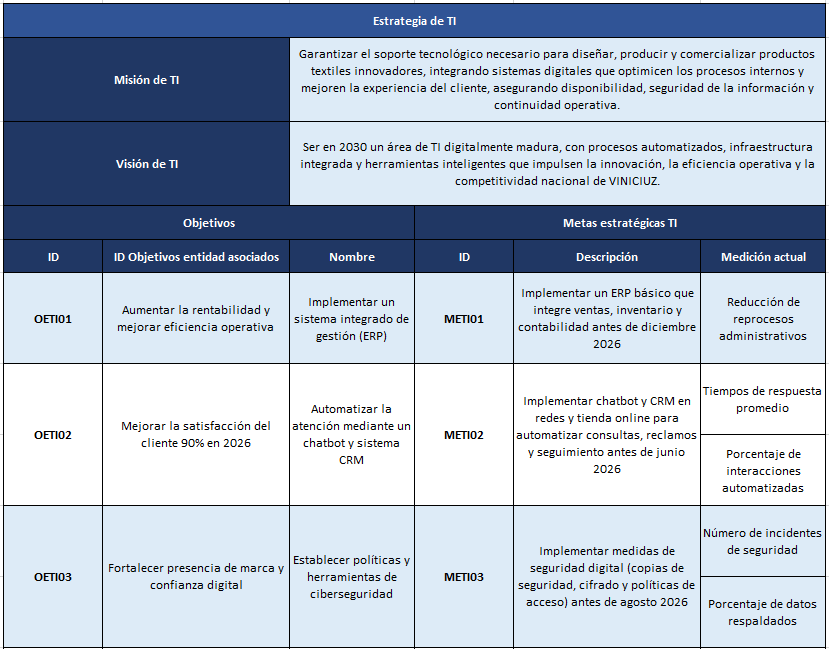 Estrategia de TI
Misión de TI
Garantizar el soporte tecnológico necesario para diseñar, producir y comercializar productos
textiles innovadores, integrando sistemas digitales que optimicen los procesos internos y
mejoren la experiencia del cliente, asegurando disponibilidad, seguridad de la información y
continuidad operativa.
Visión de TI
Ser en 2030 un área de TI digitalmente madura, con procesos automatizados, infraestructura
integrada y herramientas inteligentes que impulsen la innovación, la eficiencia operativa y la
competitividad nacional de VINICIUZ.
Objetivos
Metas estratégicas TI
ID
ID Objetivos entidad asociados
Nombre
ID
Descripción
Medición actual
OETI01
Aumentar la rentabilidad y
mejorar eficiencia operativa
Implementar un
sistema integrado de
gestión (ERP)
METI01
Implementar un ERP básico que
integre ventas, inventario y
contabilidad antes de diciembre
2026
Reducción de
reprocesos
administrativos
OETI02
Mejorar la satisfacción del
cliente 90% en 2026
Automatizar la
atención mediante un
chatbot y sistema
CRM
METI02
Implementar chatbot y CRM en
redes y tienda online para
automatizar consultas, reclamos
y seguimiento antes de junio
2026
Tiempos de respuesta
promedio
Porcentaje de
interacciones
automatizadas
OETI03
Fortalecer presencia de marca y
confianza digital
Establecer políticas y
herramientas de
ciberseguridad
METI03
Implementar medidas de
seguridad digital (copias de
seguridad, cifrado y políticas de
acceso) antes de agosto 2026
Número de incidentes
de seguridad
Porcentaje de datos
respaldados